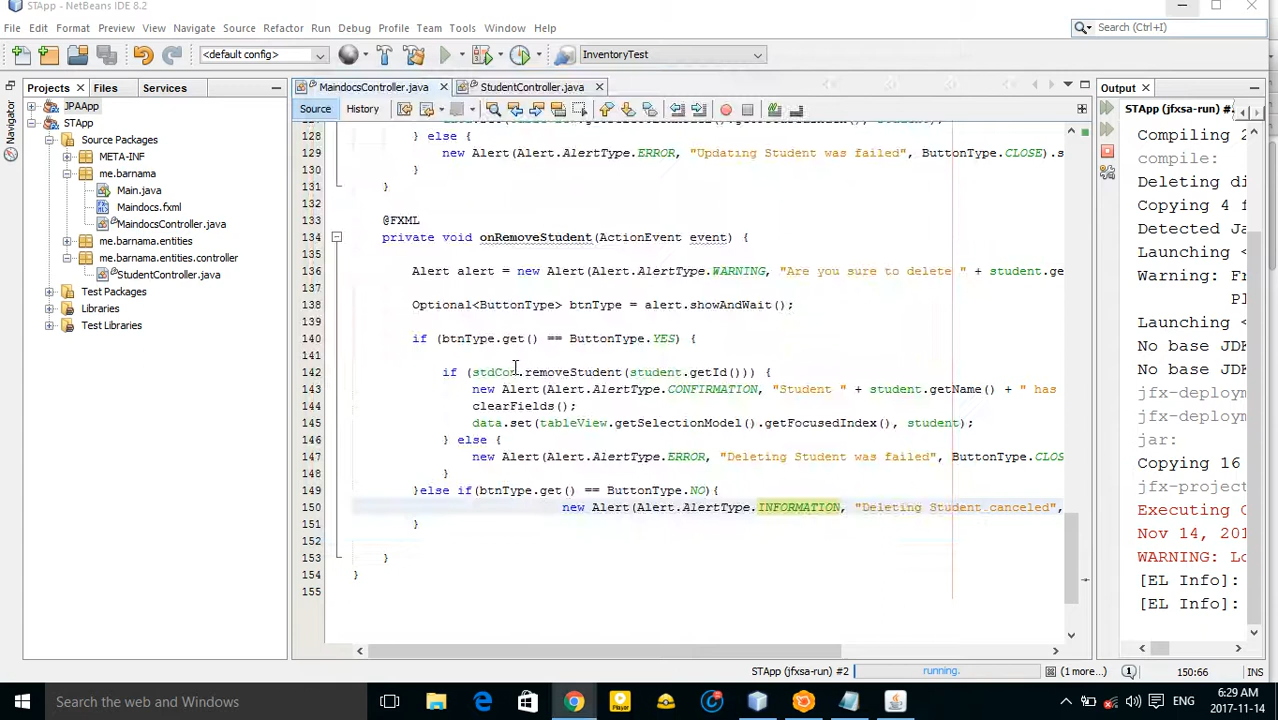 STApp - NetBeans IDE 8.2
File Edit View Navigate Source Refactor Run Debug Profile Team Tools Window Help
Search (Ctrl+I)
<default config>
InventoryTest
Projects Files Services
MaindocsController.java StudentController.java
Output
Source History
Navigator
JPAApp
STApp
Source Packages
META-INF
me.barnama
Main.java
Maindocs.fxml
MaindocsController.java
me.barnama.entities
me.barnama.entities.controller
StudentController.java
Test Packages
Libraries
Test Libraries
128 } else {
129 new Alert(Alert.AlertType.ERROR, "Updating Student was failed", ButtonType.CLOSE).s
130 }
131 }
132
133 @FXML
134 private void onRemoveStudent(ActionEvent event) {
135
136 Alert alert = new Alert(Alert.AlertType.WARNING, "Are you sure to delete " + student.ge
137
138 Optional<ButtonType> btnType = alert.showAndWait();
139
140 if (btnType.get() == ButtonType.YES) {
141
142 if (stdCon.removeStudent(student.getId())) {
143 new Alert(Alert.AlertType.CONFIRMATION, "Student " + student.getName() + " has
144 clearFields();
145 data.set(tableView.getSelectionModel().getFocusedIndex(), student);
146 } else {
147 new Alert(Alert.AlertType.ERROR, "Deleting Student was failed", ButtonType.CLOS
148 }
149 }else if(btnType.get() == ButtonType.NO){
150 new Alert(Alert.AlertType.INFORMATION, "Deleting Student canceled",
151 }
152
153 }
154 }
155
STApp (jfxsa-run)
Compiling 2
compile:
Deleting di
Copying 4 f
Detected Ja
Launching <
Warning: Fr
Pl
Launching <
No base JDK
No base JDK
jfx-deploym
jfx-deploym
jar:
Copying 16
jfx-project
Executing C
Nov 14, 201
WARNING: Lo
[EL Info]:
[EL Info]:
STApp (jfxsa-run) #2 running. (1 more...) 1 150:66 INS
Search the web and Windows
Player
ENG
6:29 AM
2017-11-14